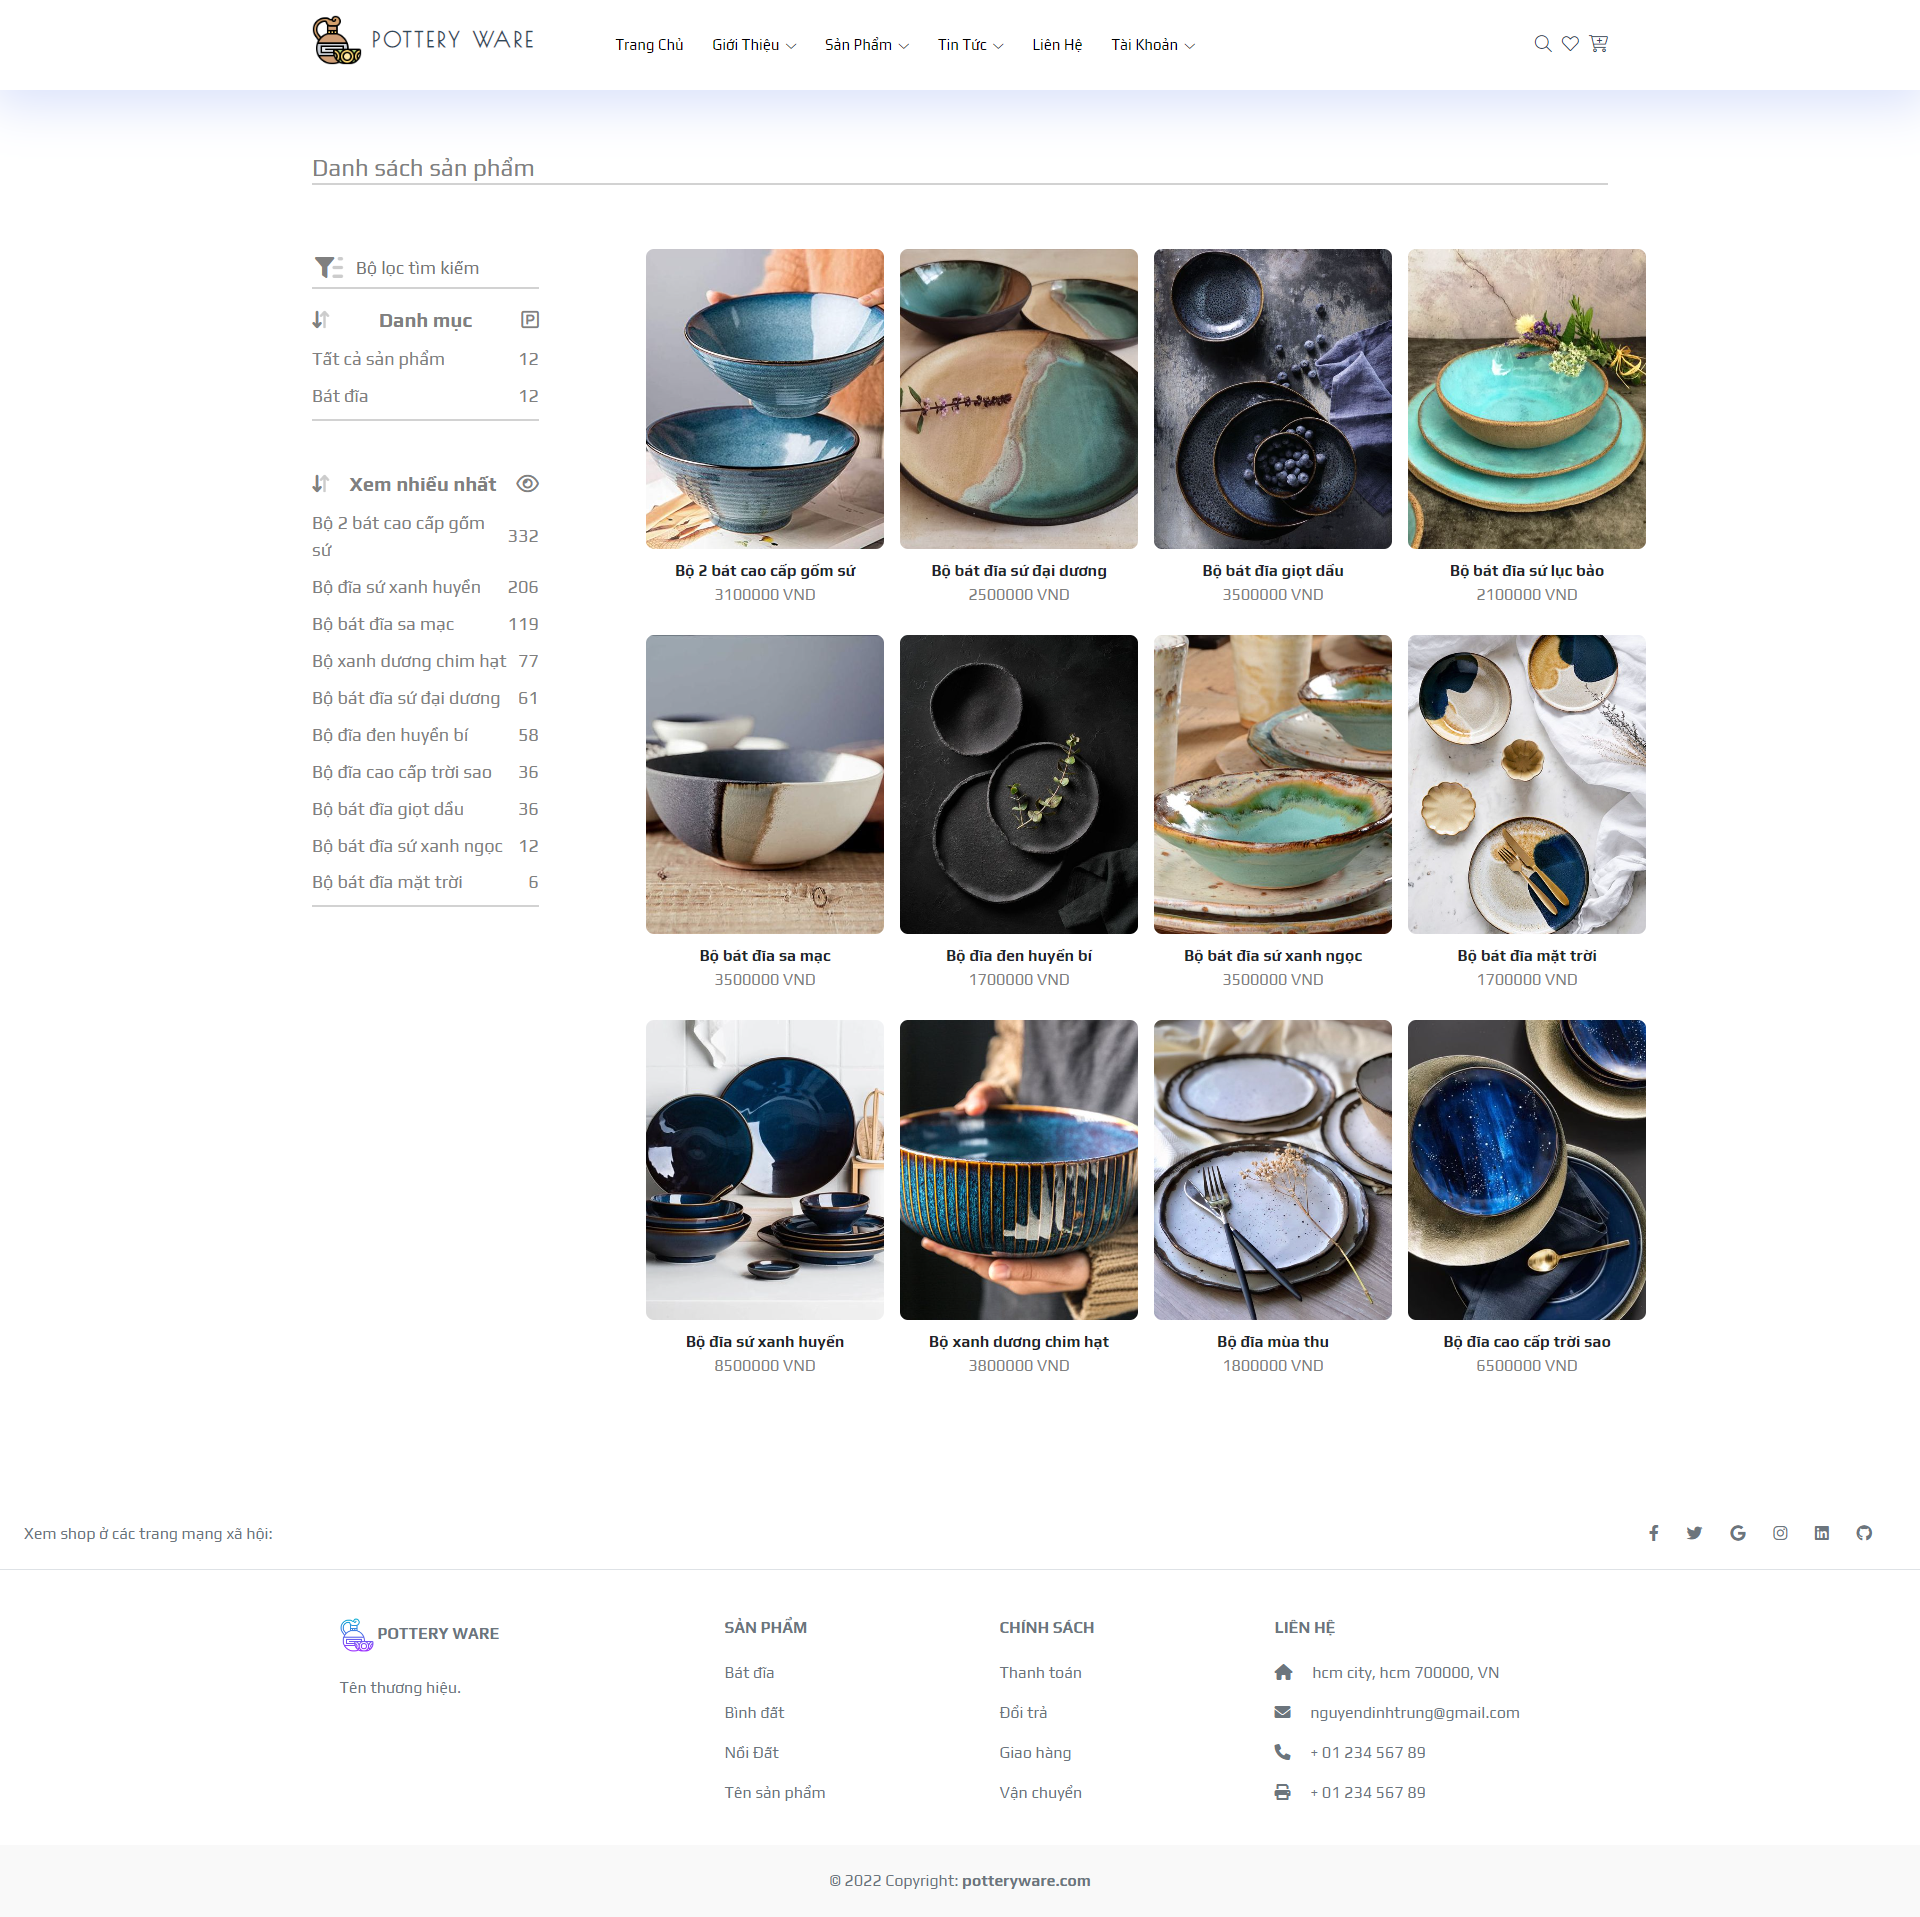 POTTERY WARE
Trang Chủ
Giới Thiệu
Sản Phẩm
Tin Tức
Liên Hệ
Tài Khoản
Danh sách sản phẩm
Bộ lọc tìm kiếm
Danh mục
Tất cả sản phẩm 12
Bát đĩa 12
Xem nhiều nhất
Bộ 2 bát cao cấp gốm
sứ
332
Bộ đĩa sứ xanh huyền 206
Bộ bát đĩa sa mạc 119
Bộ xanh dương chim hạt 77
Bộ bát đĩa sứ đại dương 61
Bộ đĩa đen huyền bí 58
Bộ đĩa cao cấp trời sao 36
Bộ bát đĩa giọt dầu 36
Bộ bát đĩa sứ xanh ngọc 12
Bộ bát đĩa mặt trời 6
Bộ 2 bát cao cấp gốm sứ
3100000 VND
Bộ bát đĩa sứ đại dương
2500000 VND
Bộ bát đĩa giọt dầu
3500000 VND
Bộ bát đĩa sứ lục bảo
2100000 VND
Bộ bát đĩa sa mạc
3500000 VND
Bộ đĩa đen huyền bí
1700000 VND
Bộ bát đĩa sứ xanh ngọc
3500000 VND
Bộ bát đĩa mặt trời
1700000 VND
Bộ đĩa sứ xanh huyền
8500000 VND
Bộ xanh dương chim hạt
3800000 VND
Bộ đĩa mùa thu
1800000 VND
Bộ đĩa cao cấp trời sao
6500000 VND
Xem shop ở các trang mạng xã hội:
POTTERY WARE
Tên thương hiệu.
SẢN PHẨM
Bát đĩa
Bình đất
Nồi Đất
Tên sản phẩm
CHÍNH SÁCH
Thanh toán
Đổi trả
Giao hàng
Vận chuyển
LIÊN HỆ
hcm city, hcm 700000, VN
nguyendinhtrung@gmail.com
+ 01 234 567 89
+ 01 234 567 89
© 2022 Copyright: potteryware.com